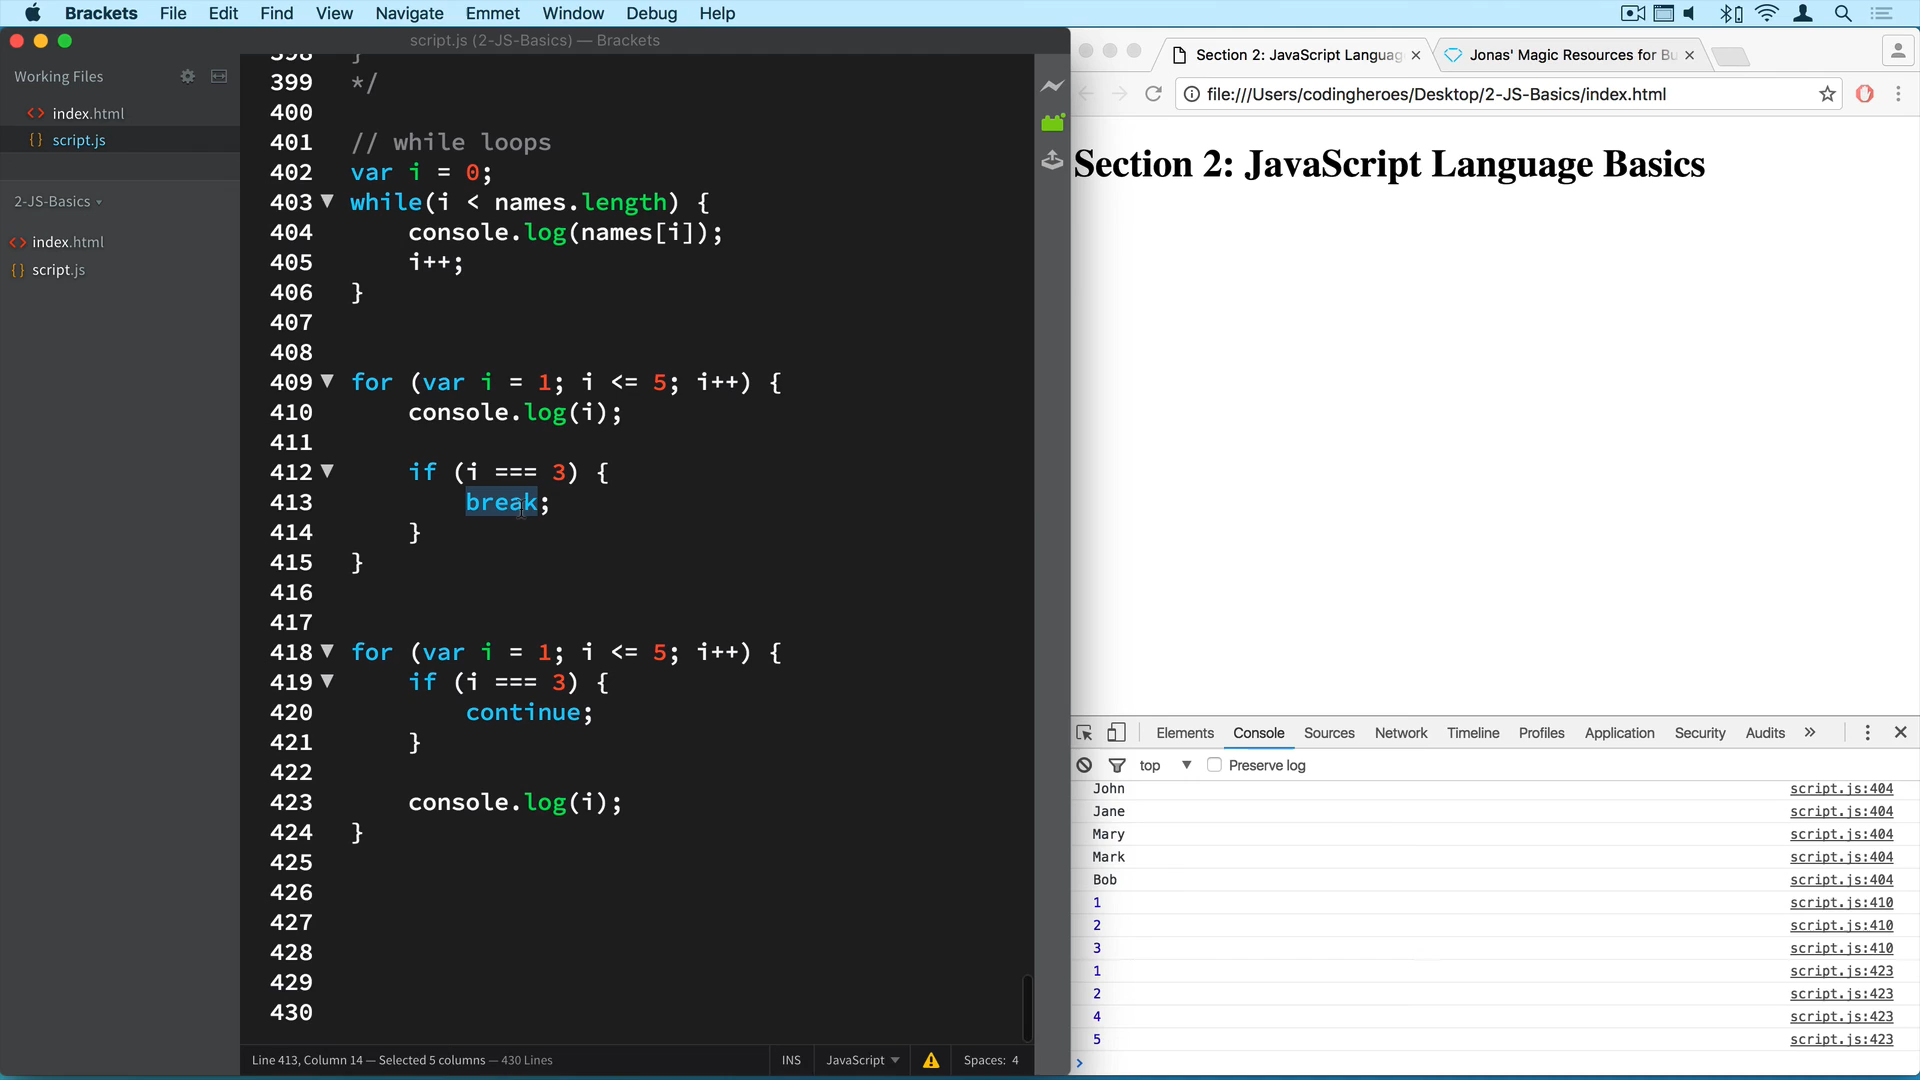 Brackets File Edit Find View Navigate Emmet Window Debug Help
script.js (2-JS-Basics) — Brackets
Working Files
<> index.html
{} script.js
2-JS-Basics
<> index.html
{} script.js
398 }
399 */
400
401 // while loops
402 var i = 0;
403 while(i < names.length) {
404 console.log(names[i]);
405 i++;
406 }
407
408
409 for (var i = 1; i <= 5; i++) {
410 console.log(i);
411
412 if (i === 3) {
413 break;
414 }
415 }
416
417
418 for (var i = 1; i <= 5; i++) {
419 if (i === 3) {
420 continue;
421 }
422
423 console.log(i);
424 }
425
426
427
428
429
430
Line 413, Column 14 — Selected 5 columns — 430 Lines INS JavaScript Spaces: 4
Section 2: JavaScript Languag Jonas' Magic Resources for Bu
file:///Users/codingheroes/Desktop/2-JS-Basics/index.html
Section 2: JavaScript Language Basics
Elements Console Sources Network Timeline Profiles Application Security Audits »
top Preserve log
John script.js:404
Jane script.js:404
Mary script.js:404
Mark script.js:404
Bob script.js:404
1 script.js:410
2 script.js:410
3 script.js:410
1 script.js:423
2 script.js:423
4 script.js:423
5 script.js:423
>